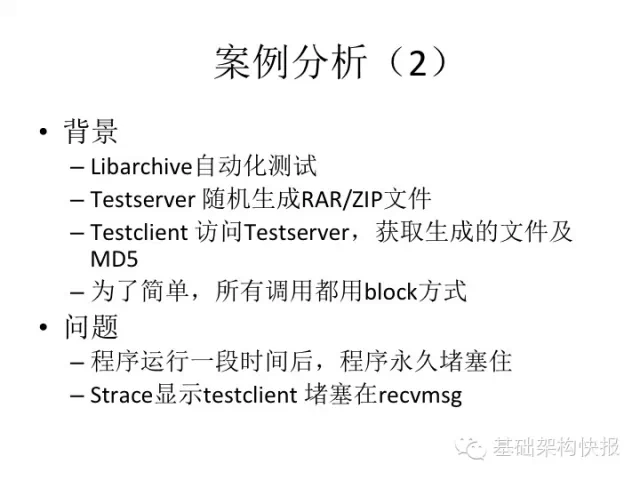 案例分析（2）
• 背景
– Libarchive自动化测试
– Testserver 随机生成RAR/ZIP文件
– Testclient 访问Testserver，获取生成的文件及
MD5
– 为了简单，所有调用都用block方式
• 问题
– 程序运行一段时间后，程序永久堵塞住
– Strace显示testclient 堵塞在recvmsg
基础架构快报